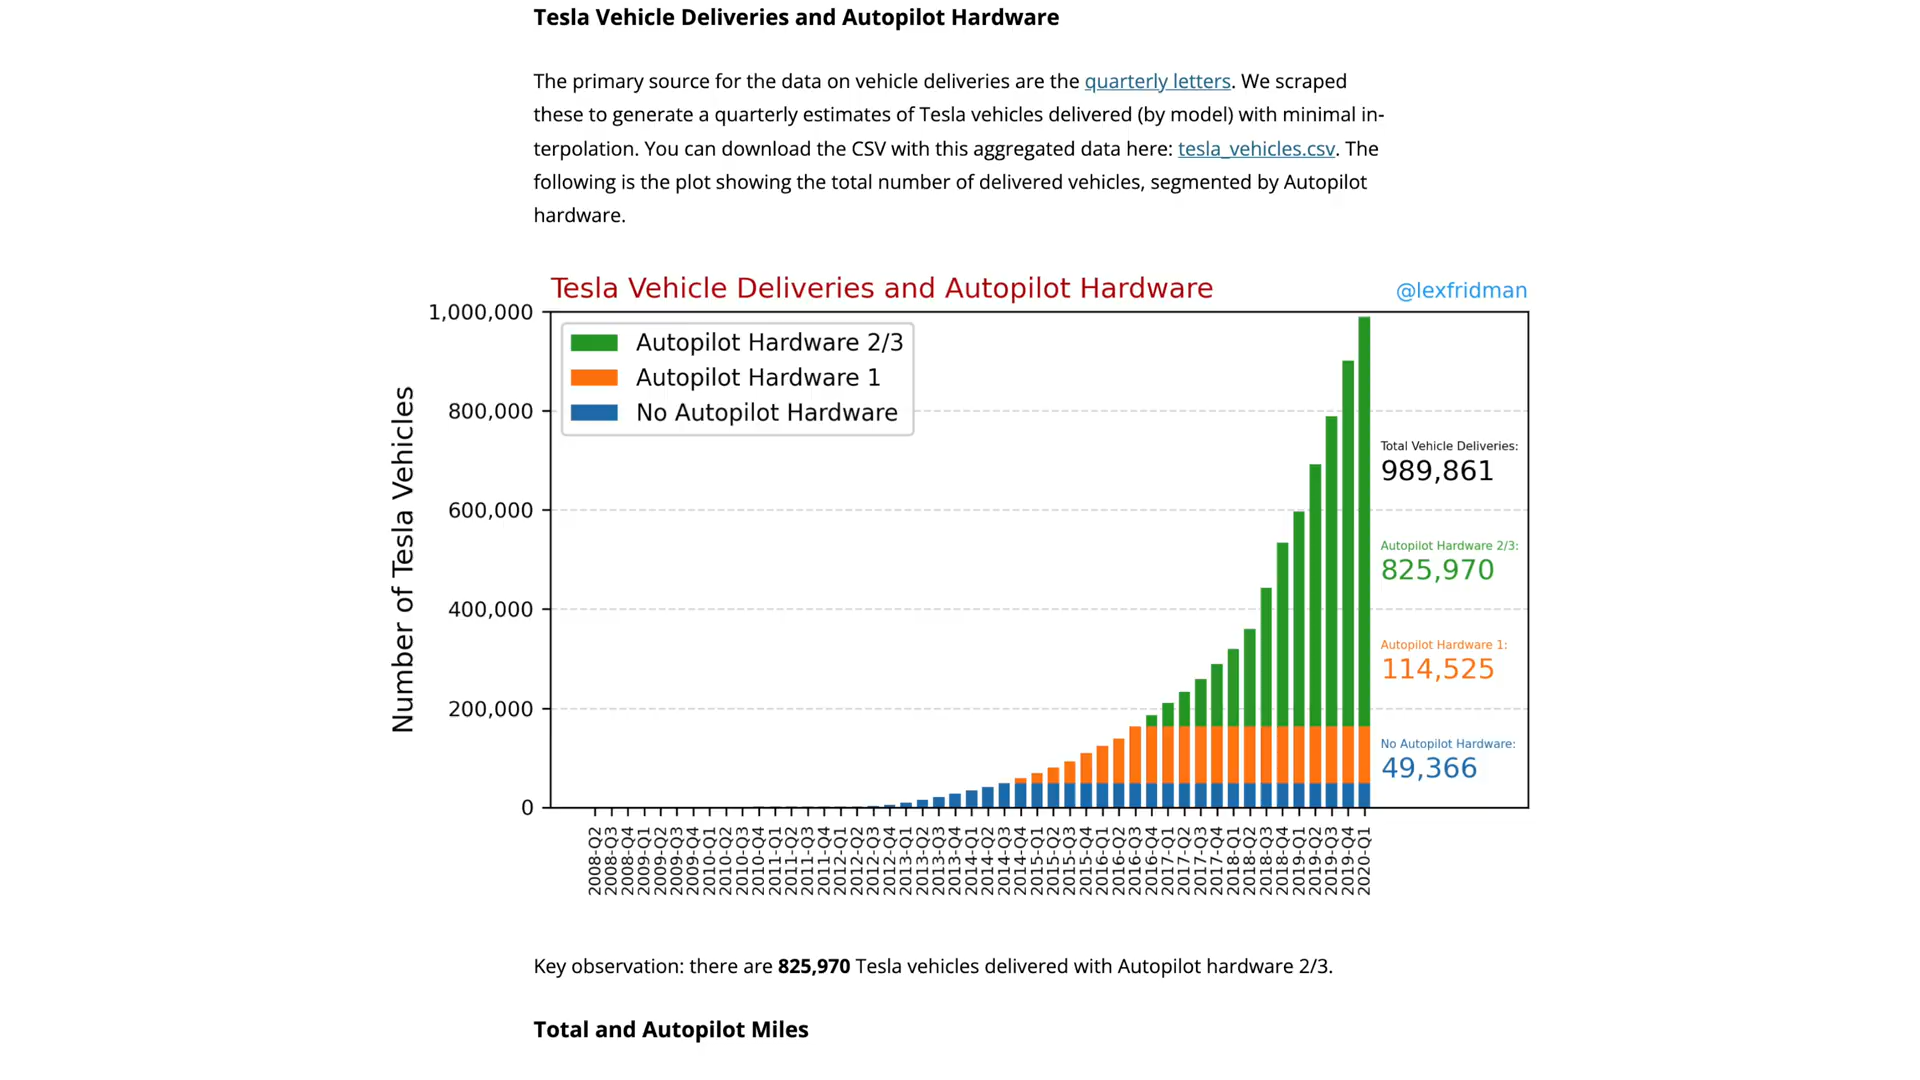 Tesla Vehicle Deliveries and Autopilot Hardware
The primary source for the data on vehicle deliveries are the quarterly letters. We scraped
these to generate a quarterly estimates of Tesla vehicles delivered (by model) with minimal in-
terpolation. You can download the CSV with this aggregated data here: tesla_vehicles.csv. The
following is the plot showing the total number of delivered vehicles, segmented by Autopilot
hardware.
Tesla Vehicle Deliveries and Autopilot Hardware
@lexfridman
Number of Tesla Vehicles
1,000,000
800,000
600,000
400,000
200,000
0
Autopilot Hardware 2/3
Autopilot Hardware 1
No Autopilot Hardware
Total Vehicle Deliveries:
989,861
Autopilot Hardware 2/3:
825,970
Autopilot Hardware 1:
114,525
No Autopilot Hardware:
49,366
2008-Q2
2008-Q3
2008-Q4
2009-Q1
2009-Q2
2009-Q3
2009-Q4
2010-Q1
2010-Q2
2010-Q3
2010-Q4
2011-Q1
2011-Q2
2011-Q3
2011-Q4
2012-Q1
2012-Q2
2012-Q3
2012-Q4
2013-Q1
2013-Q2
2013-Q3
2013-Q4
2014-Q1
2014-Q2
2014-Q3
2014-Q4
2015-Q1
2015-Q2
2015-Q3
2015-Q4
2016-Q1
2016-Q2
2016-Q3
2016-Q4
2017-Q1
2017-Q2
2017-Q3
2017-Q4
2018-Q1
2018-Q2
2018-Q3
2018-Q4
2019-Q1
2019-Q2
2019-Q3
2019-Q4
2020-Q1
Key observation: there are 825,970 Tesla vehicles delivered with Autopilot hardware 2/3.
Total and Autopilot Miles